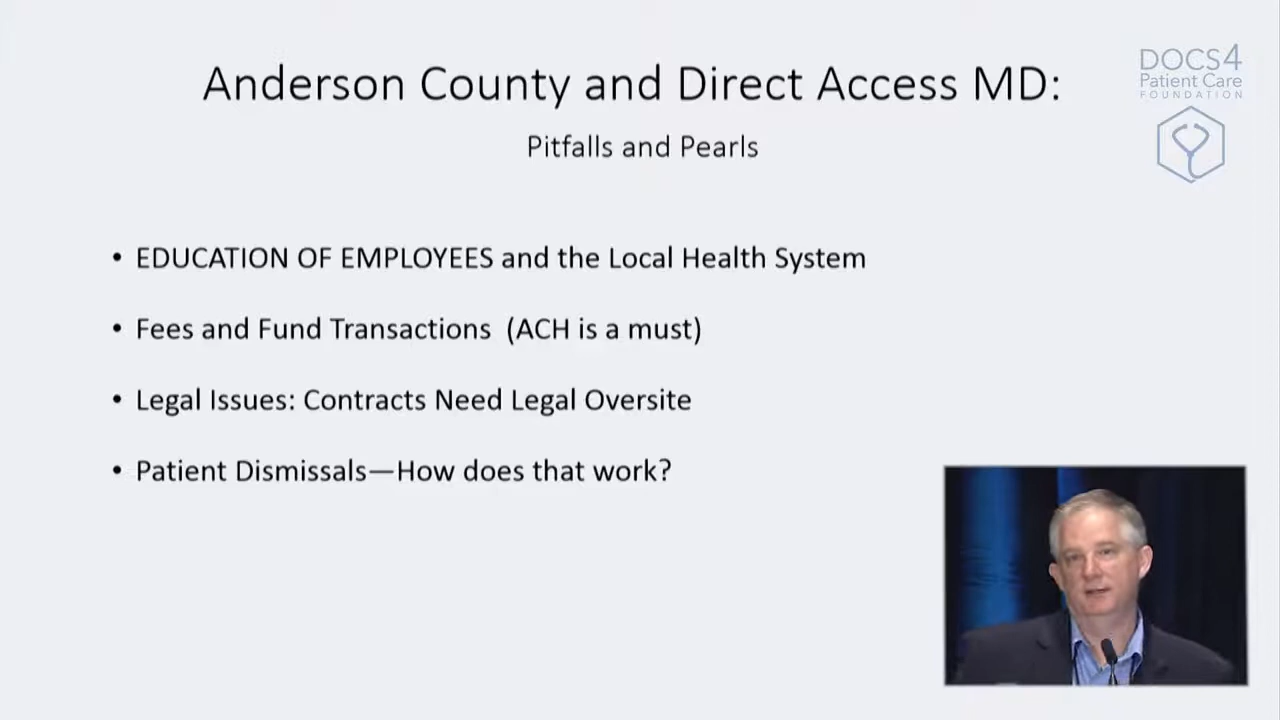 Anderson County and Direct Access MD:
Pitfalls and Pearls
DOCS4
Patient Care
FOUNDATION
• EDUCATION OF EMPLOYEES and the Local Health System
• Fees and Fund Transactions (ACH is a must)
• Legal Issues: Contracts Need Legal Oversite
• Patient Dismissals—How does that work?